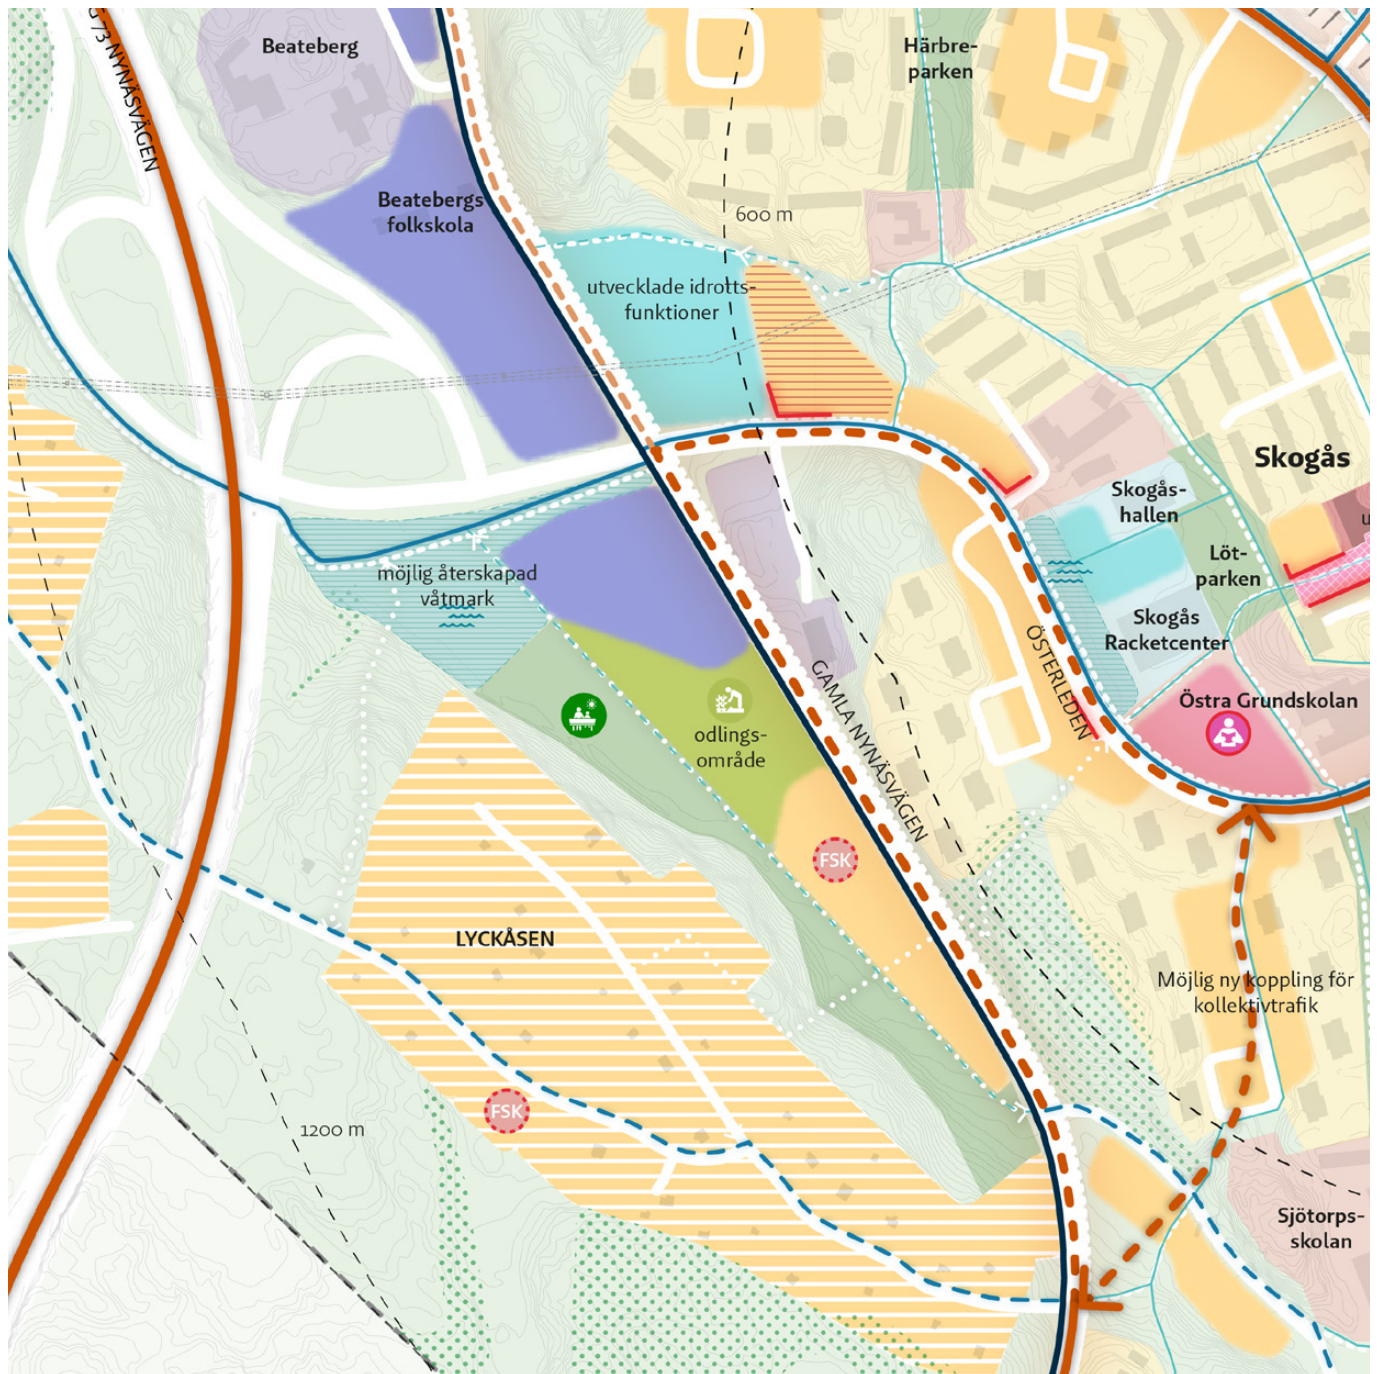 Beateberg
Härbre-
parken
73 NYNÄSVÄGEN
Beatebergs
folkskola
600 m
utvecklade idrotts-
funktioner
Skogås
Skogås-
hallen
Löt-
parken
u
möjlig återskapad
våtmark
Skogås
Racketcenter
ÖSTERLEDEN
GAMLA NYNÄSVÄGEN
Östra Grundskolan
odlings-
område
FSK
LYCKÅSEN
Möjlig ny koppling för
kollektivtrafik
FSK
1200 m
Sjötorps-
skolan